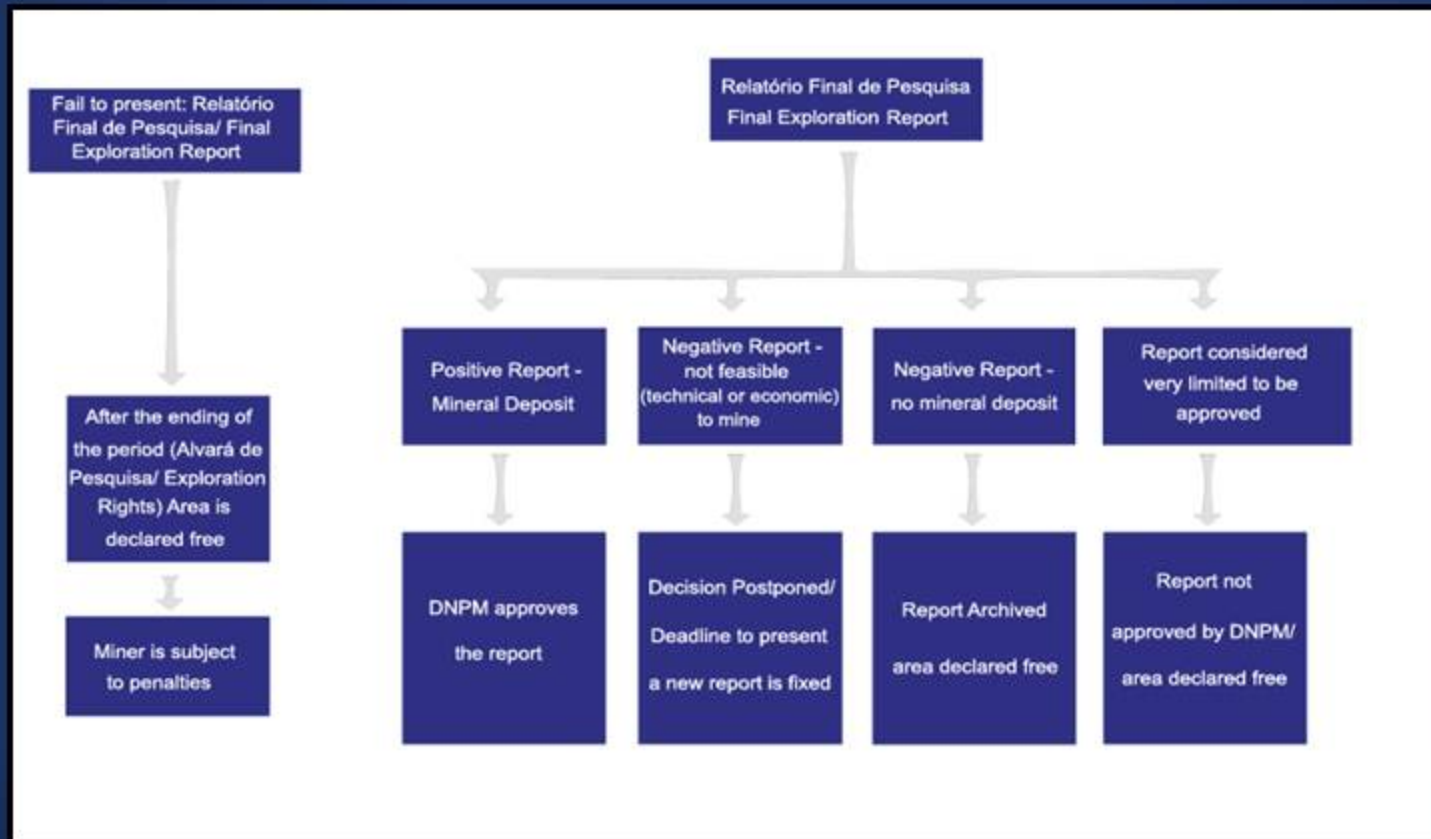 Fail to present: Relatório
Final de Pesquisa/ Final
Exploration Report
After the ending of
the period (Alvará de
Pesquisa/ Exploration
Rights) Area is
declared free
Miner is subject
to penalties
Relatório Final de Pesquisa
Final Exploration Report
Positive Report -
Mineral Deposit
Negative Report -
not feasible
(technical or economic)
to mine
Negative Report -
no mineral deposit
Report considered
very limited to be
approved
DNPM approves
the report
Decision Postponed/
Deadline to present
a new report is fixed
Report Archived
area declared free
Report not
approved by DNPM/
area declared free